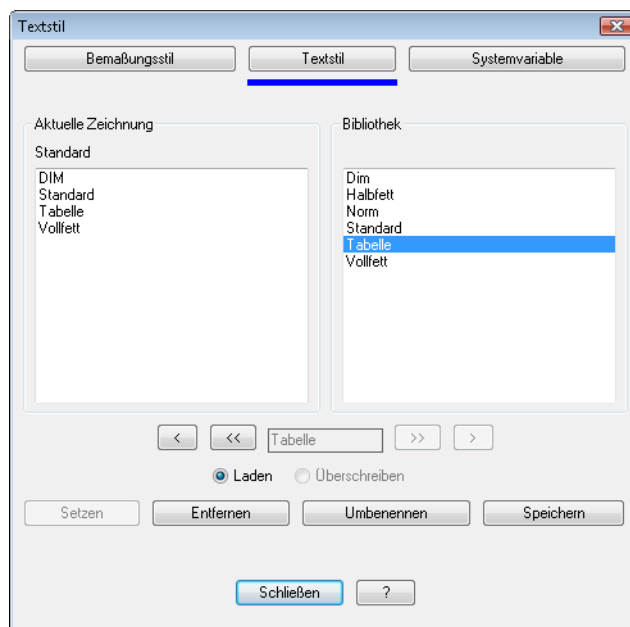 Textstil
Bemaßungsstil Textstil Systemvariable
Aktuelle Zeichnung
Standard
DIM
Standard
Tabelle
Vollfett
Bibliothek
Dim
Halbfett
Norm
Standard
Tabelle
Vollfett
< << Tabelle >> >
Laden Überschreiben
Setzen Entfernen Umbenennen Speichern
Schließen ?